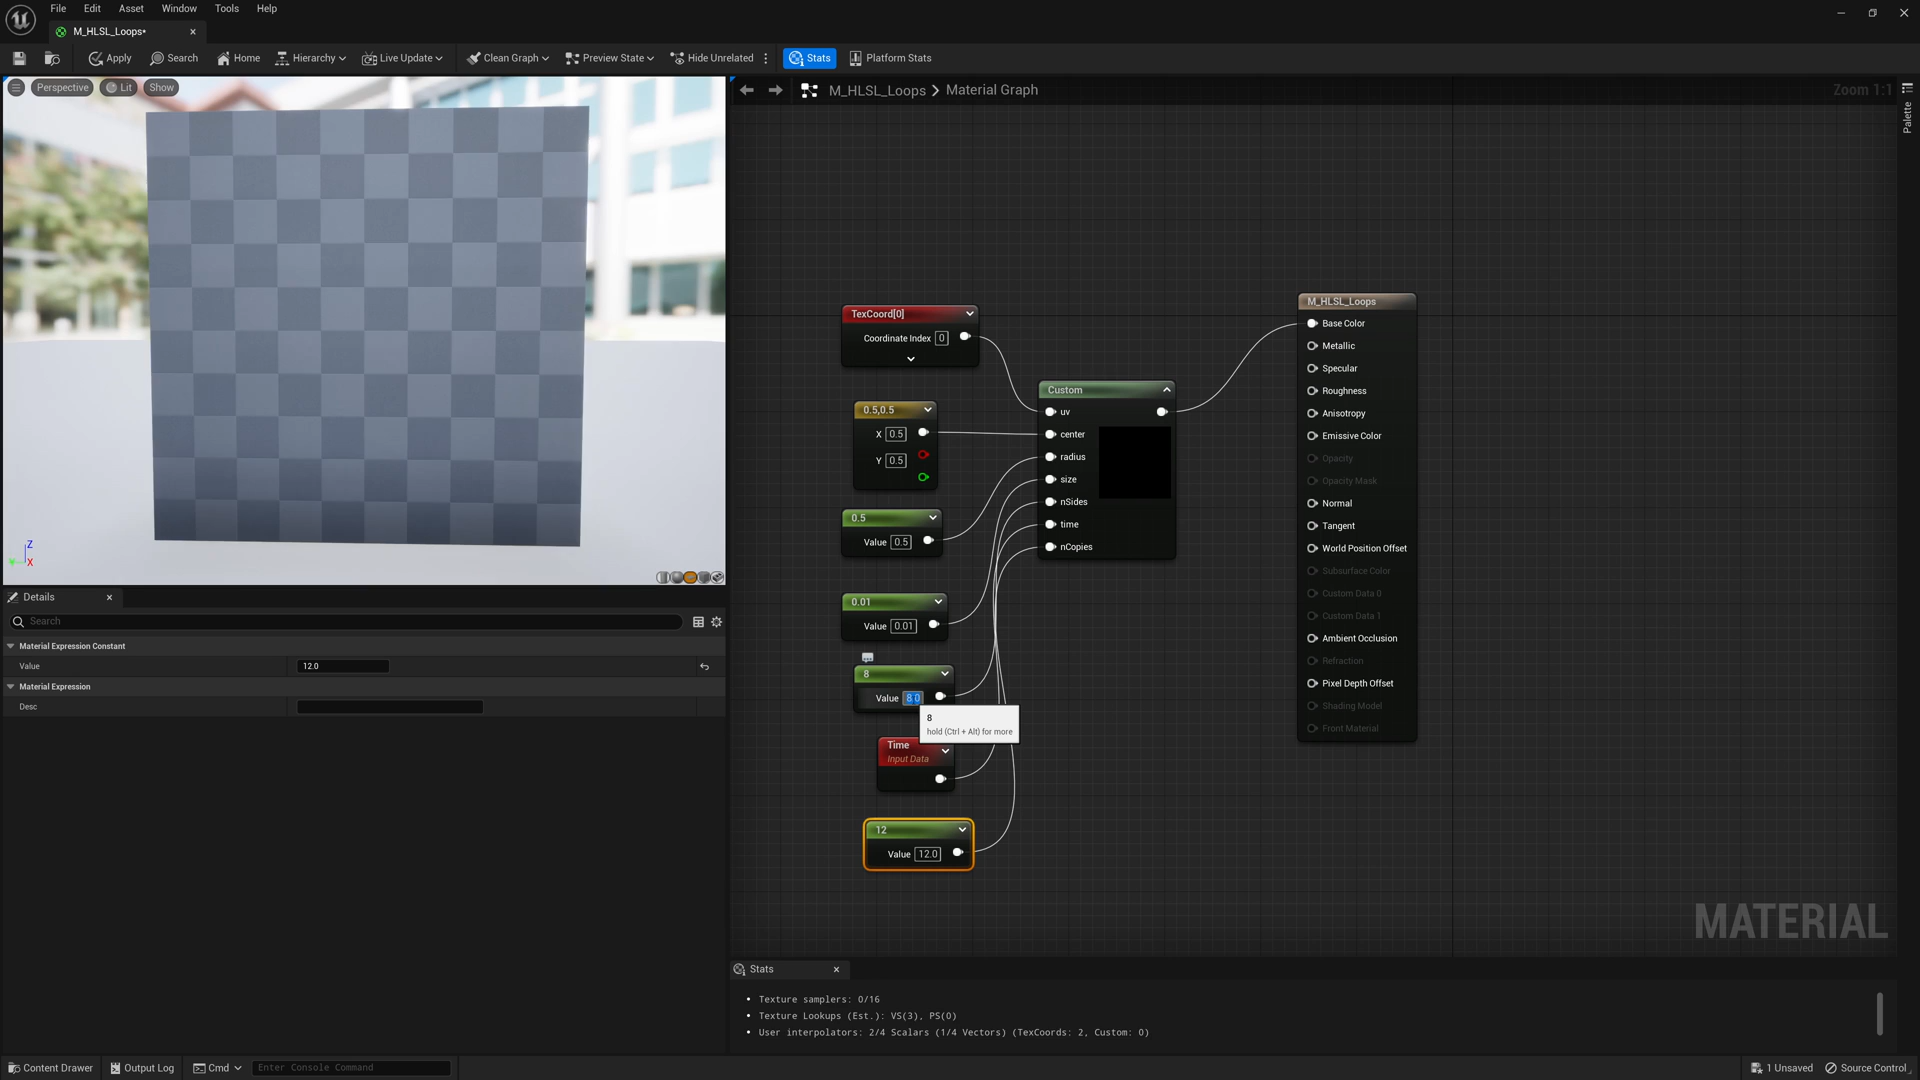 File Edit Asset Window Tools Help
M_HLSL_Loops*
Apply Search Home Hierarchy Live Update Clean Graph Preview State Hide Unrelated Stats Platform Stats
Perspective Lit Show
M_HLSL_Loops > Material Graph
Zoom 1:1
Palette
Z
Y
X
TexCoord[0]
Coordinate Index 0
0.5,0.5
X 0.5
Y 0.5
0.5
Value 0.5
0.01
Value 0.01
8
Value 8.0
8
hold (Ctrl + Alt) for more
Time
Input Data
12
Value 12.0
Custom
uv
center
radius
size
nSides
time
nCopies
M_HLSL_Loops
Base Color
Metallic
Specular
Roughness
Anisotropy
Emissive Color
Opacity
Opacity Mask
Normal
Tangent
World Position Offset
Subsurface Color
Custom Data 0
Custom Data 1
Ambient Occlusion
Refraction
Pixel Depth Offset
Shading Model
Front Material
MATERIAL
Details
Search
Material Expression Constant
Value 12.0
Material Expression
Desc
Stats
• Texture samplers: 0/16
• Texture Lookups (Est.): VS(3), PS(0)
• User interpolators: 2/4 Scalars (1/4 Vectors) (TexCoords: 2, Custom: 0)
Content Drawer Output Log Cmd Enter Console Command 1 Unsaved Source Control